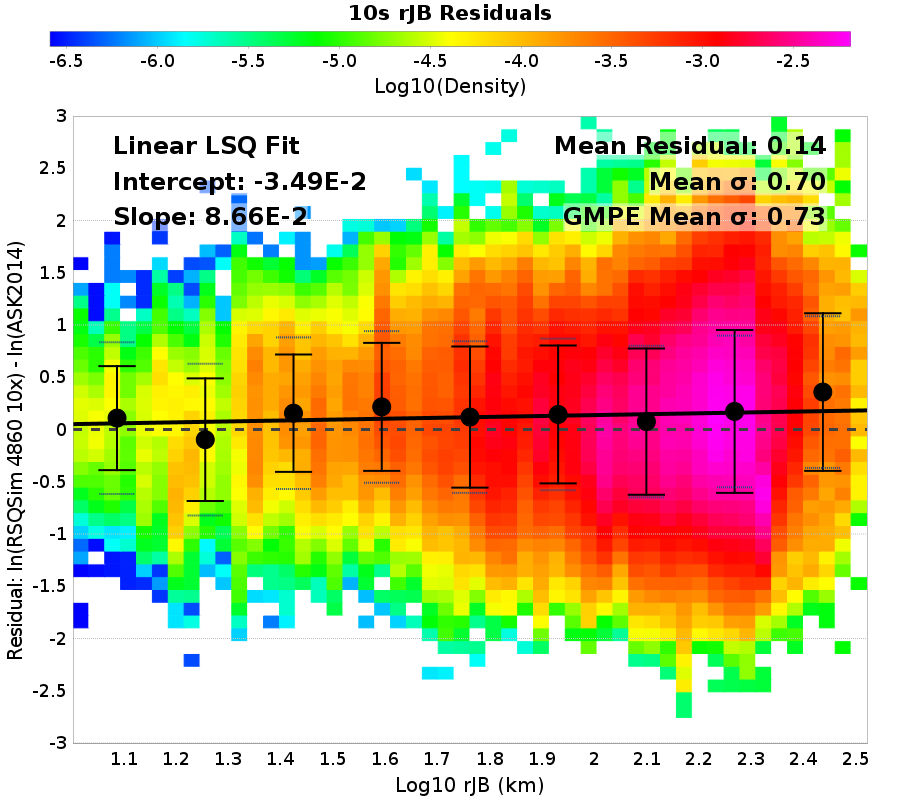 10s rJB Residuals
-6.5 -6.0 -5.5 -5.0 -4.5 -4.0 -3.5 -3.0 -2.5
Log10(Density)
Linear LSQ Fit
Intercept: -3.49E-2
Slope: 8.66E-2
Mean Residual: 0.14
Mean σ: 0.70
GMPE Mean σ: 0.73
Residual: ln(RSQSim 4860 10x) - ln(ASK2014)
3
2.5
2
1.5
1
0.5
0
-0.5
-1
-1.5
-2
-2.5
-3
1.1 1.2 1.3 1.4 1.5 1.6 1.7 1.8 1.9 2 2.1 2.2 2.3 2.4 2.5
Log10 rJB (km)